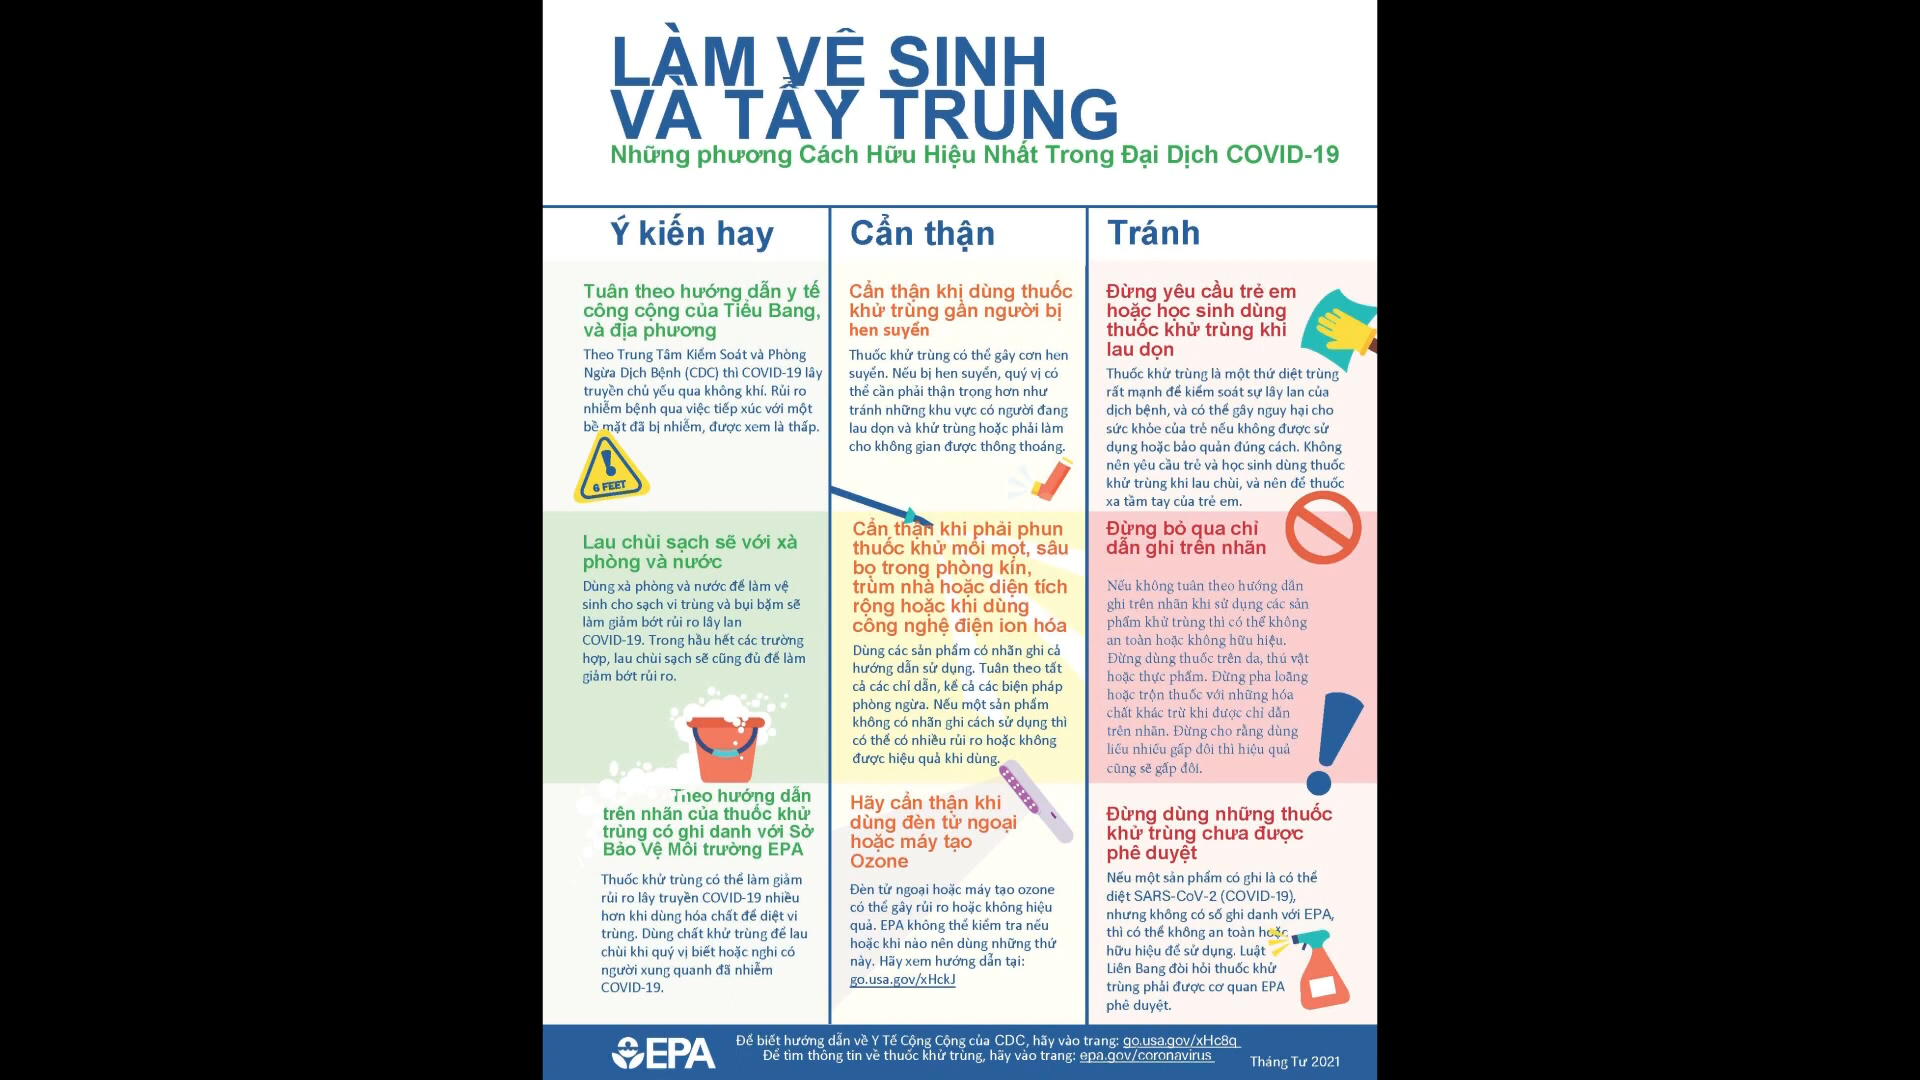 LÀM VỆ SINH
VÀ TẨY TRÙNG
Những phương Cách Hữu Hiệu Nhất Trong Đại Dịch COVID-19
Ý kiến hay
Tuân theo hướng dẫn y tế
công cộng của Tiểu Bang,
và địa phương
Theo Trung Tâm Kiểm Soát và Phòng
Ngừa Dịch Bệnh (CDC) thì COVID-19 lây
truyền chủ yếu qua không khí. Rủi ro
nhiễm bệnh qua việc tiếp xúc với một
bề mặt đã bị nhiễm, được xem là thấp.
6 FEET
Lau chùi sạch sẽ với xà
phòng và nước
Dùng xà phòng và nước để làm vệ
sinh cho sạch vi trùng và bụi bặm sẽ
làm giảm bớt rủi ro lây lan
COVID-19. Trong hầu hết các trường
hợp, lau chùi sạch sẽ cũng đủ để làm
giảm bớt rủi ro.
Theo hướng dẫn
trên nhãn của thuốc khử
trùng có ghi danh với Sở
Bảo Vệ Môi trường EPA
Thuốc khử trùng có thể làm giảm
rủi ro lây truyền COVID-19 nhiều
hơn khi dùng hóa chất để diệt vi
trùng. Dùng chất khử trùng để lau
chùi khi quý vị biết hoặc nghi có
người xung quanh đã nhiễm
COVID-19.
Cẩn thận
Cẩn thận khi dùng thuốc
khử trùng gần người bị
hen suyển
Thuốc khử trùng có thể gây cơn hen
suyển. Nếu bị hen suyển, quý vị có
thể cần phải thận trọng hơn như
tránh những khu vực có người đang
lau dọn và khử trùng hoặc phải làm
cho không gian được thông thoáng.
Cẩn thận khi phải phun
thuốc khử mối mọt, sâu
bọ trong phòng kín,
trùm nhà hoặc diện tích
rộng hoặc khi dùng
công nghệ điện ion hóa
Dùng các sản phẩm có nhãn ghi cả
hướng dẫn sử dụng. Tuân theo tất
cả các chỉ dẫn, kể cả các biện pháp
phòng ngừa. Nếu một sản phẩm
không có nhãn ghi cách sử dụng thì
có thể có nhiều rủi ro hoặc không
được hiệu quả khi dùng.
Hãy cẩn thận khi
dùng đèn tử ngoại
hoặc máy tạo
Ozone
Đèn tử ngoại hoặc máy tạo ozone
có thể gây rủi ro hoặc không hiệu
quả. EPA không thể kiểm tra nếu
hoặc khi nào nên dùng những thứ
này. Hãy xem hướng dẫn tại:
go.usa.gov/xHckJ
Tránh
Đừng yêu cầu trẻ em
hoặc học sinh dùng
thuốc khử trùng khi
lau dọn
Thuốc khử trùng là một thứ diệt trùng
rất mạnh để kiểm soát sự lây lan của
dịch bệnh, và có thể gây nguy hại cho
sức khỏe của trẻ nếu không được sử
dụng hoặc bảo quản đúng cách. Không
nên yêu cầu trẻ và học sinh dùng thuốc
khử trùng khi lau chùi, và nên để thuốc
xa tầm tay của trẻ em.
Đừng bỏ qua chỉ
dẫn ghi trên nhãn
Nếu không tuân theo hướng dẫn
ghi trên nhãn khi sử dụng các sản
phẩm khử trùng thì có thể không
an toàn hoặc không hữu hiệu.
Đừng dùng thuốc trên da, thú vật
hoặc thực phẩm. Đừng pha loãng
hoặc trộn thuốc với những hóa
chất khác trừ khi được chỉ dẫn
trên nhãn. Đừng cho rằng dùng
liều nhiều gấp đôi thì hiệu quả
cũng sẽ gấp đôi.
Đừng dùng những thuốc
khử trùng chưa được
phê duyệt
Nếu một sản phẩm có ghi là có thể
diệt SARS-CoV-2 (COVID-19),
nhưng không có số ghi danh với EPA,
thì có thể không an toàn hoặc
hữu hiệu để sử dụng. Luật
Liên Bang đòi hỏi thuốc khử
trùng phải được cơ quan EPA
phê duyệt.
EPA
Để biết hướng dẫn về Y Tế Cộng Cộng của CDC, hãy vào trang: go.usa.gov/xHc8q
Để tìm thông tin về thuốc khử trùng, hãy vào trang: epa.gov/coronavirus
Tháng Tư 2021